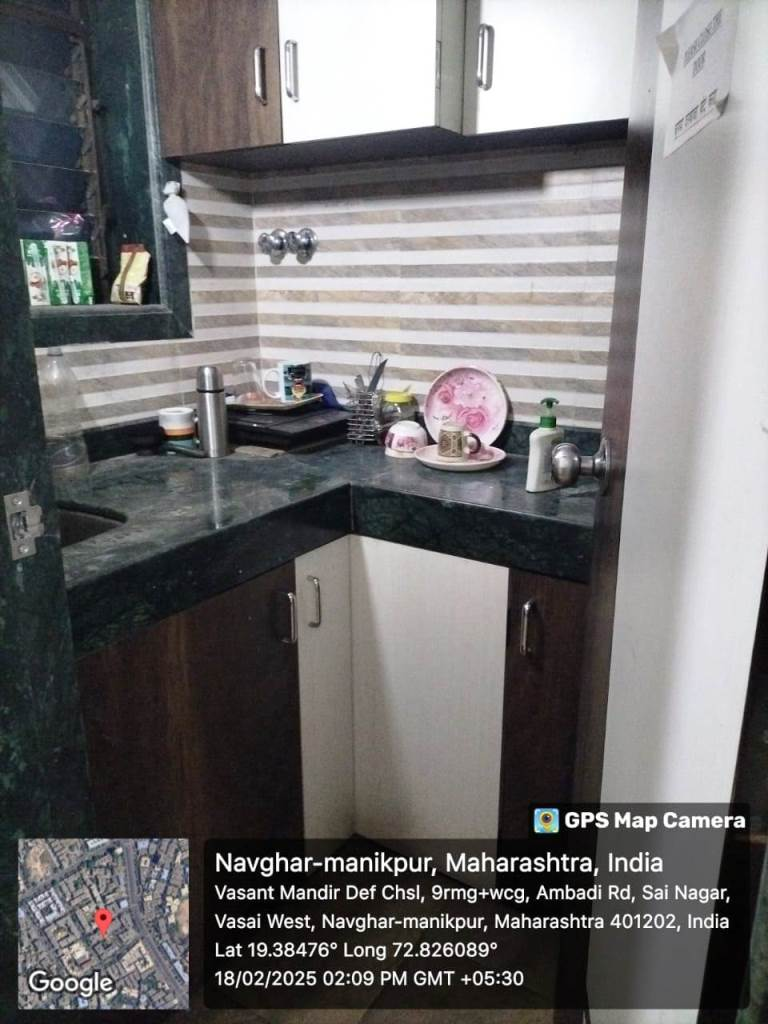 GPS Map Camera
Google
Navghar-manikpur, Maharashtra, India
Vasant Mandir Def Chsl, 9rmg+wcg, Ambadi Rd, Sai Nagar,
Vasai West, Navghar-manikpur, Maharashtra 401202, India
Lat 19.38476° Long 72.826089°
18/02/2025 02:09 PM GMT +05:30